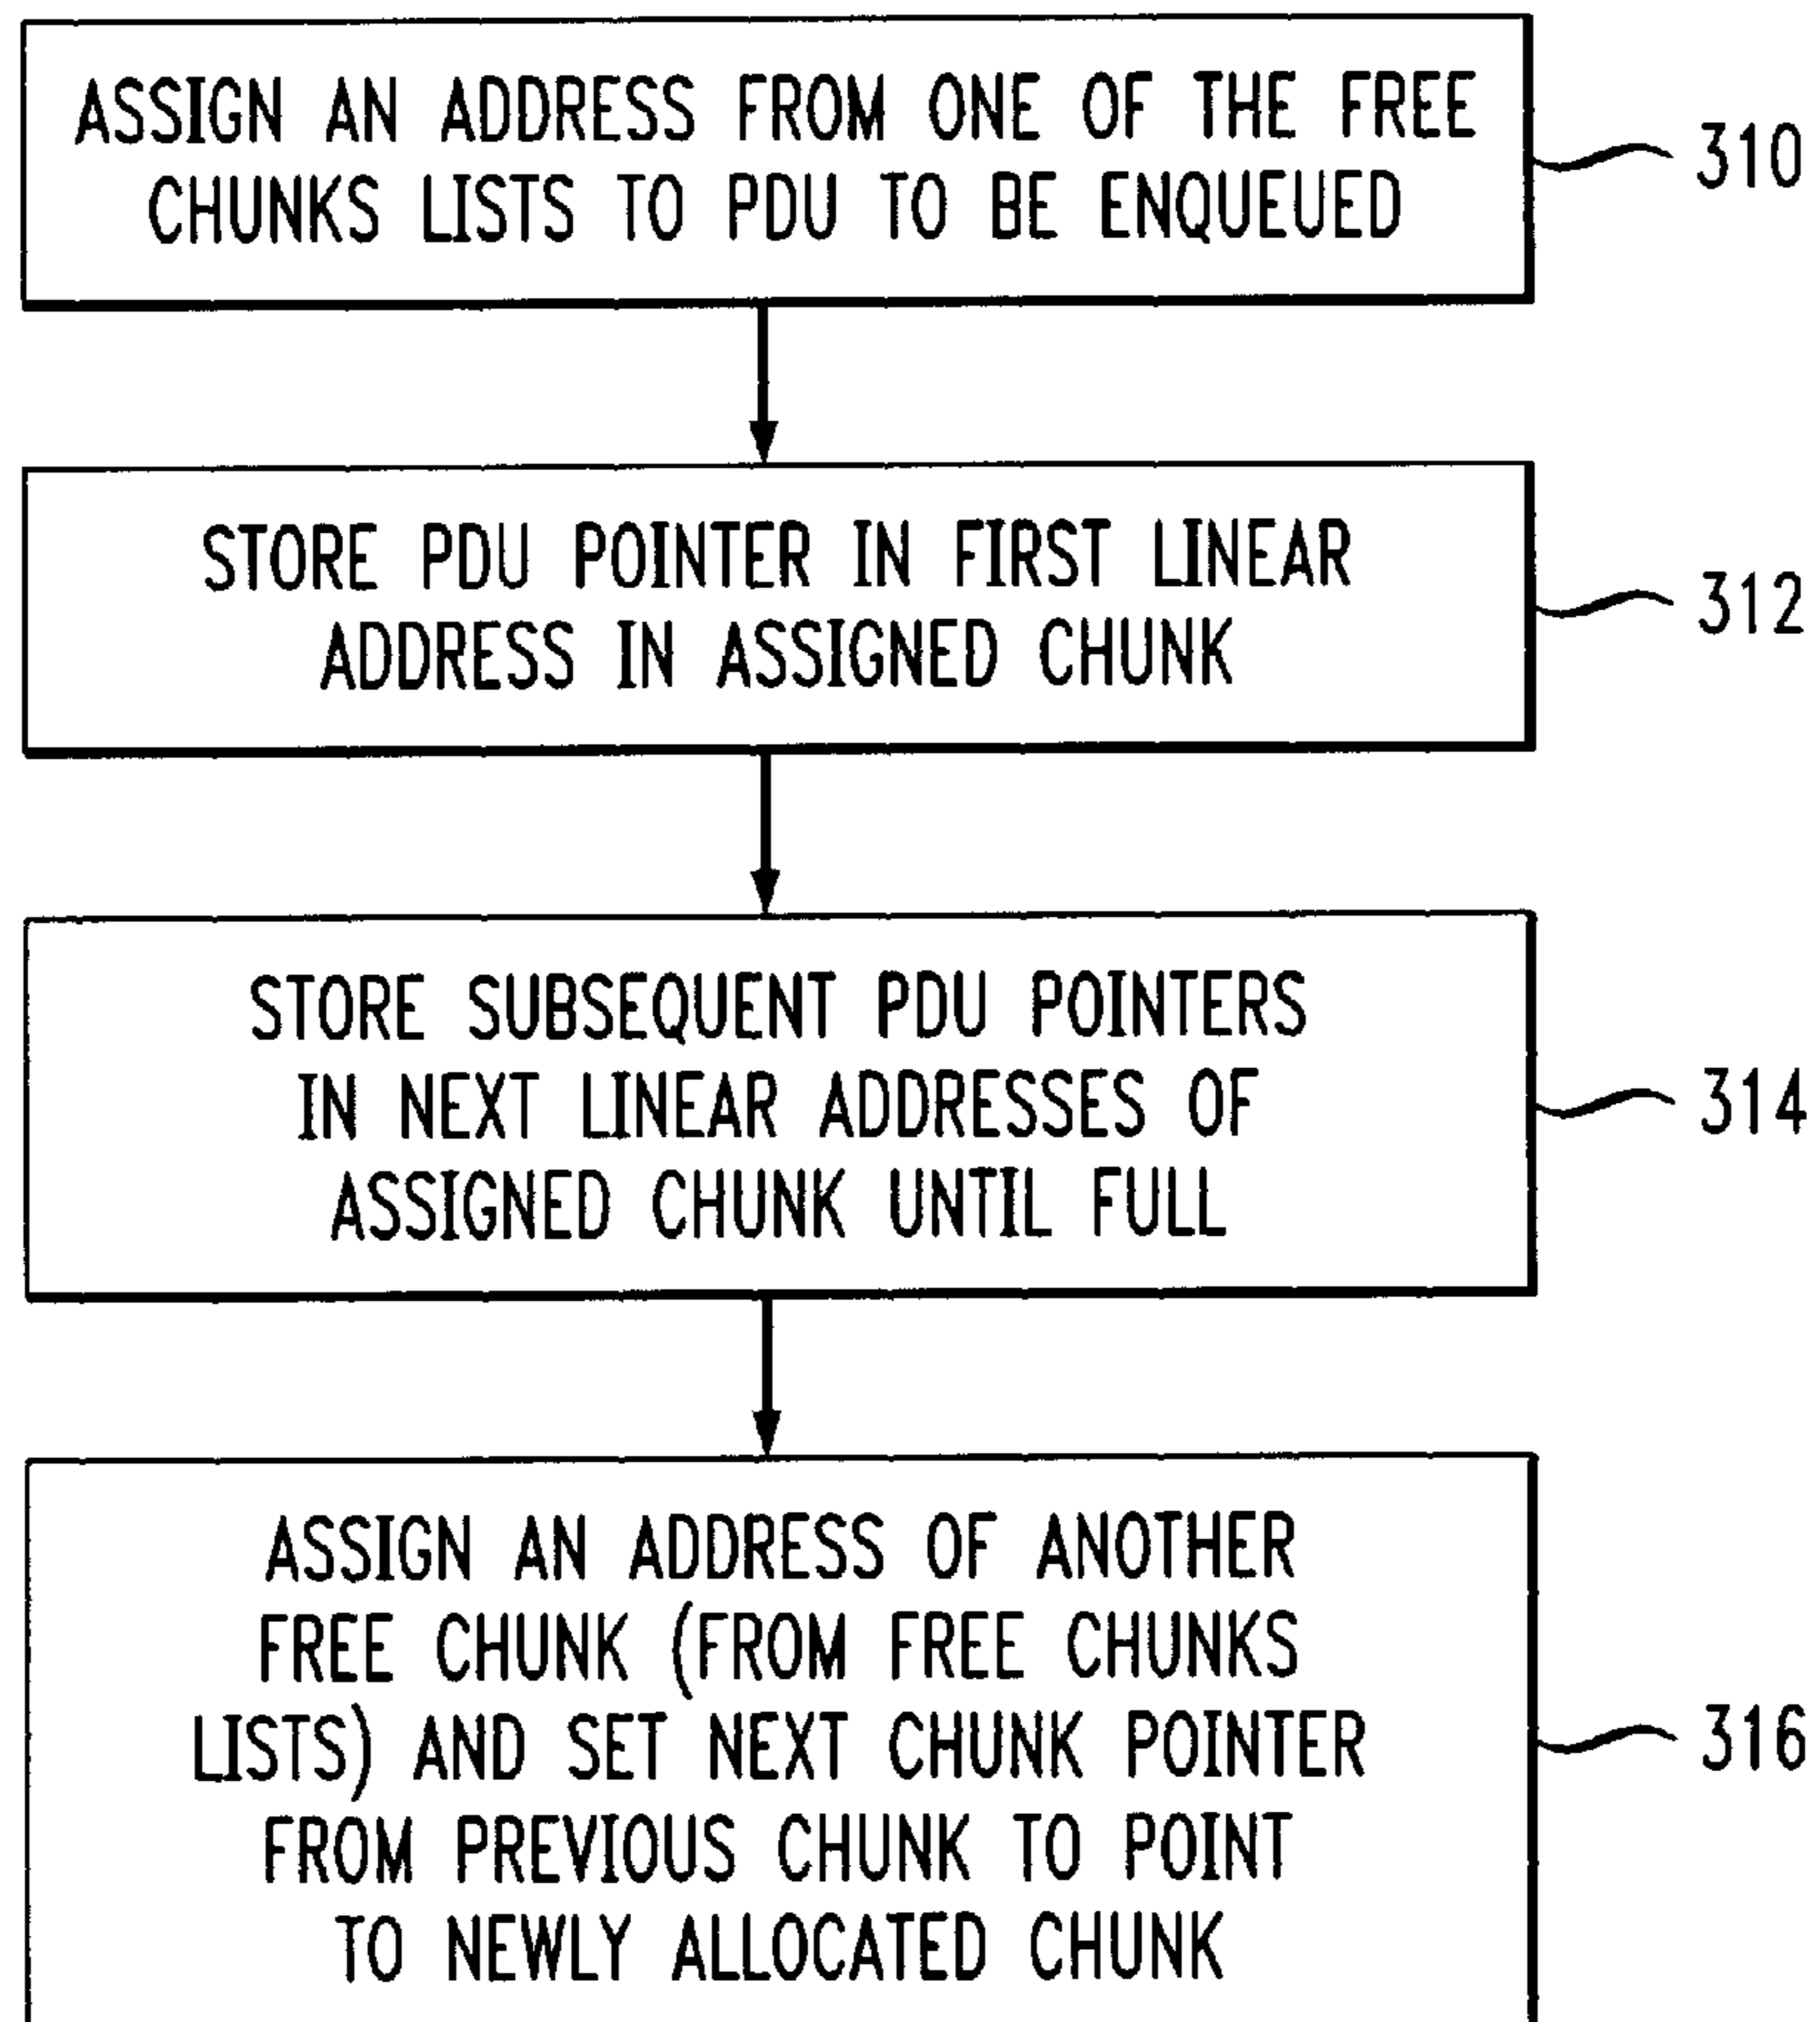 ASSIGN AN ADDRESS FROM ONE OF THE FREE
CHUNKS LISTS TO PDU TO BE ENQUEUED
310
STORE PDU POINTER IN FIRST LINEAR
ADDRESS IN ASSIGNED CHUNK
312
STORE SUBSEQUENT PDU POINTERS
IN NEXT LINEAR ADDRESSES OF
ASSIGNED CHUNK UNTIL FULL
314
ASSIGN AN ADDRESS OF ANOTHER
FREE CHUNK (FROM FREE CHUNKS
LISTS) AND SET NEXT CHUNK POINTER
FROM PREVIOUS CHUNK TO POINT
TO NEWLY ALLOCATED CHUNK
316